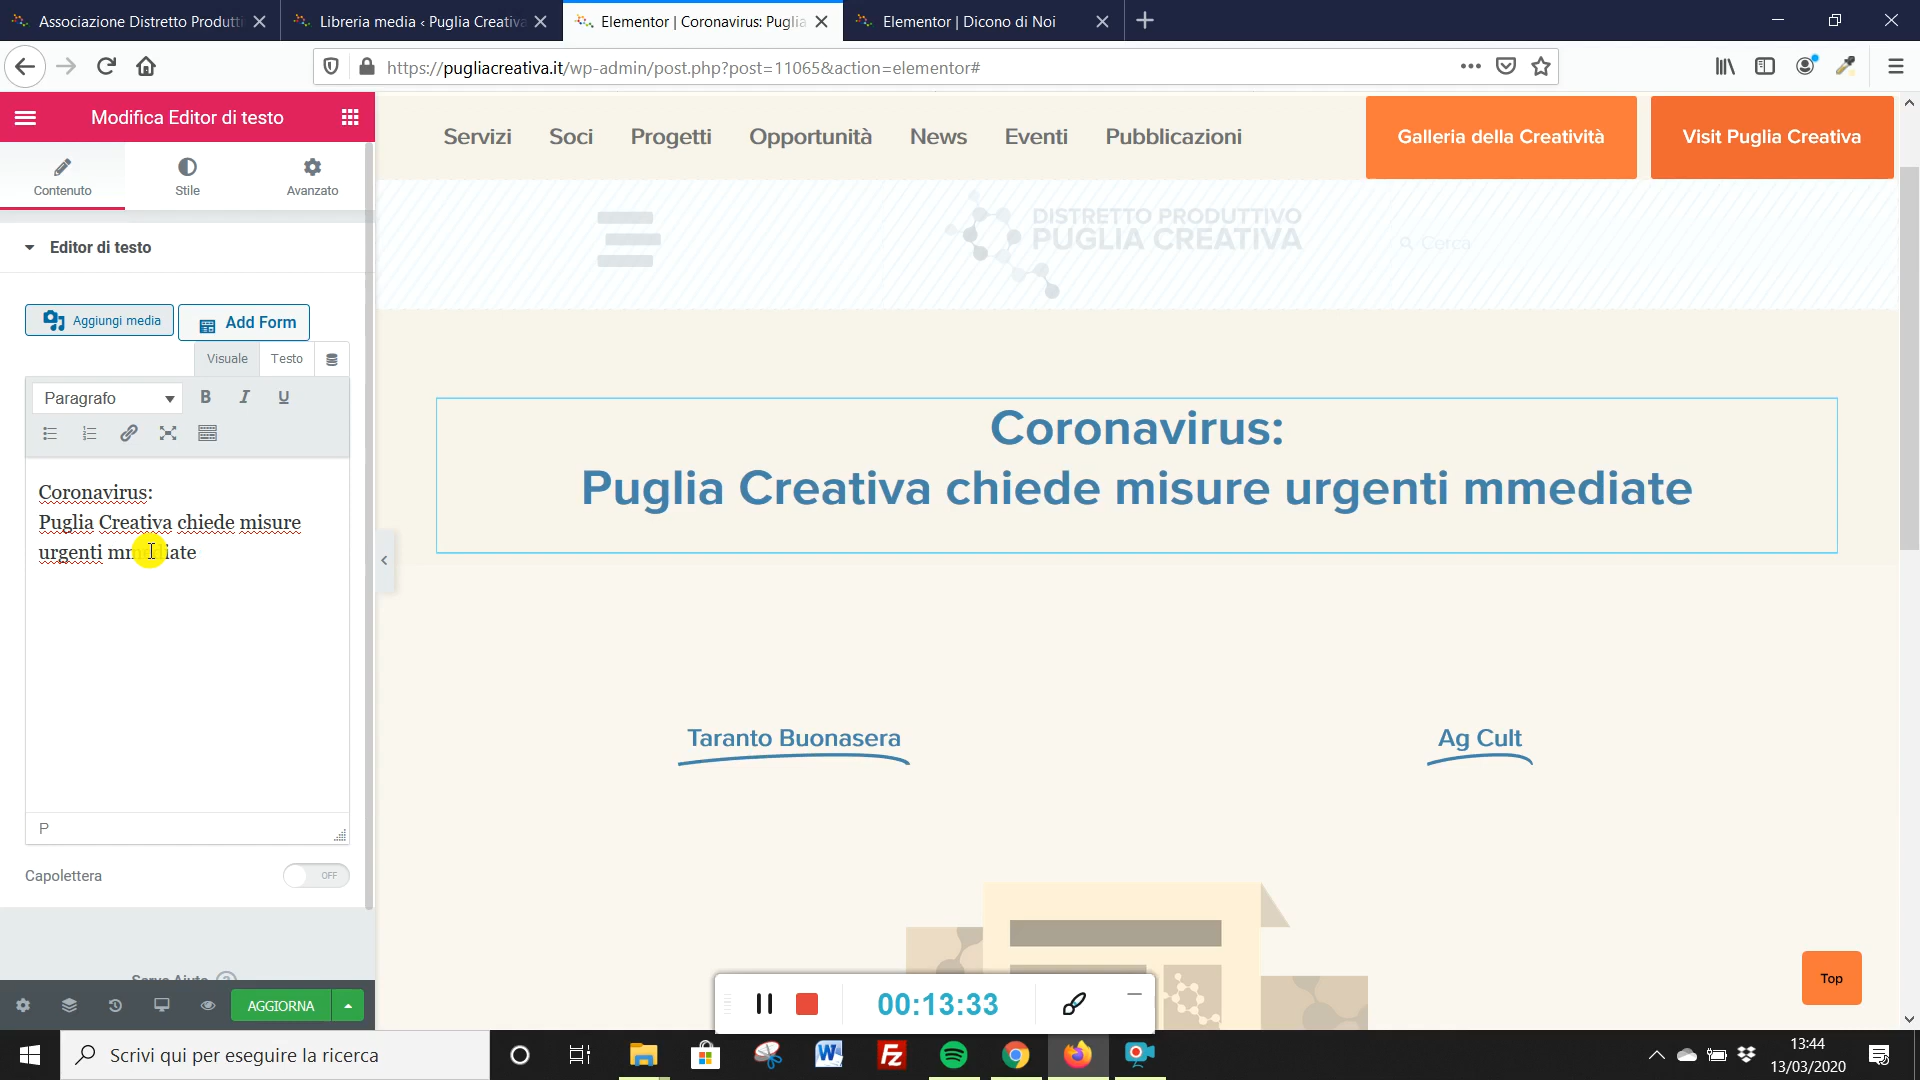 Associazione Distretto Produtti
Libreria media ‹ Puglia Creativa
Elementor | Coronavirus: Puglia
Elementor | Dicono di Noi
https://pugliacreativa.it/wp-admin/post.php?post=11065&action=elementor#
Modifica Editor di testo
Contenuto
Stile
Avanzato
Editor di testo
Aggiungi media
Add Form
Visuale
Testo
Paragrafo
B I U
Coronavirus:
Puglia Creativa chiede misure
urgenti mmediate
P
Capolettera
OFF
Serve Aiuto ?
AGGIORNA
Servizi
Soci
Progetti
Opportunità
News
Eventi
Pubblicazioni
Galleria della Creatività
Visit Puglia Creativa
DISTRETTO PRODUTTIVO
PUGLIA CREATIVA
Cerca
Coronavirus:
Puglia Creativa chiede misure urgenti mmediate
Taranto Buonasera
Ag Cult
Top
00:13:33
Scrivi qui per eseguire la ricerca
13:44
13/03/2020